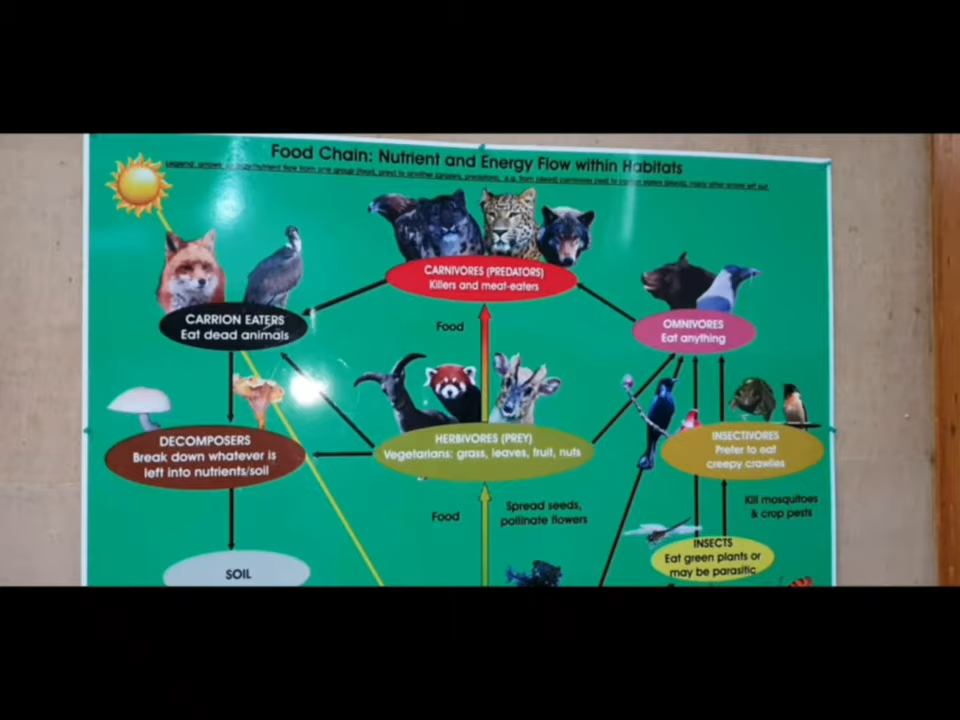 Food Chain: Nutrient and Energy Flow within Habitats
CARNIVORES (PREDATORS)
Killers and meat-eaters
CARRION EATERS
Eat dead animals
Food
OMNIVORES
Eat anything
DECOMPOSERS
Break down whatever is
left into nutrients/soil
HERBIVORES (PREY)
Vegetarians: grass, leaves, fruit, nuts
INSECTIVORES
Prefer to eat
creepy crawlies
Food
Spread seeds,
pollinate flowers
Kill mosquitoes
& crop pests
INSECTS
Eat green plants or
may be parasitic
SOIL